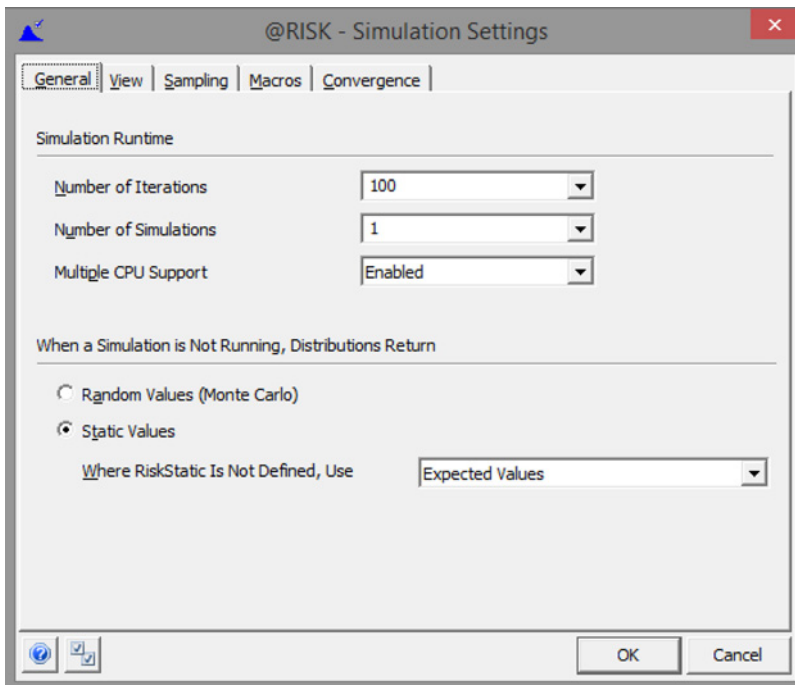 @RISK - Simulation Settings
General View Sampling Macros Convergence
Simulation Runtime
Number of Iterations 100
Number of Simulations 1
Multiple CPU Support Enabled
When a Simulation is Not Running, Distributions Return
Random Values (Monte Carlo)
Static Values
Where RiskStatic Is Not Defined, Use Expected Values
OK Cancel